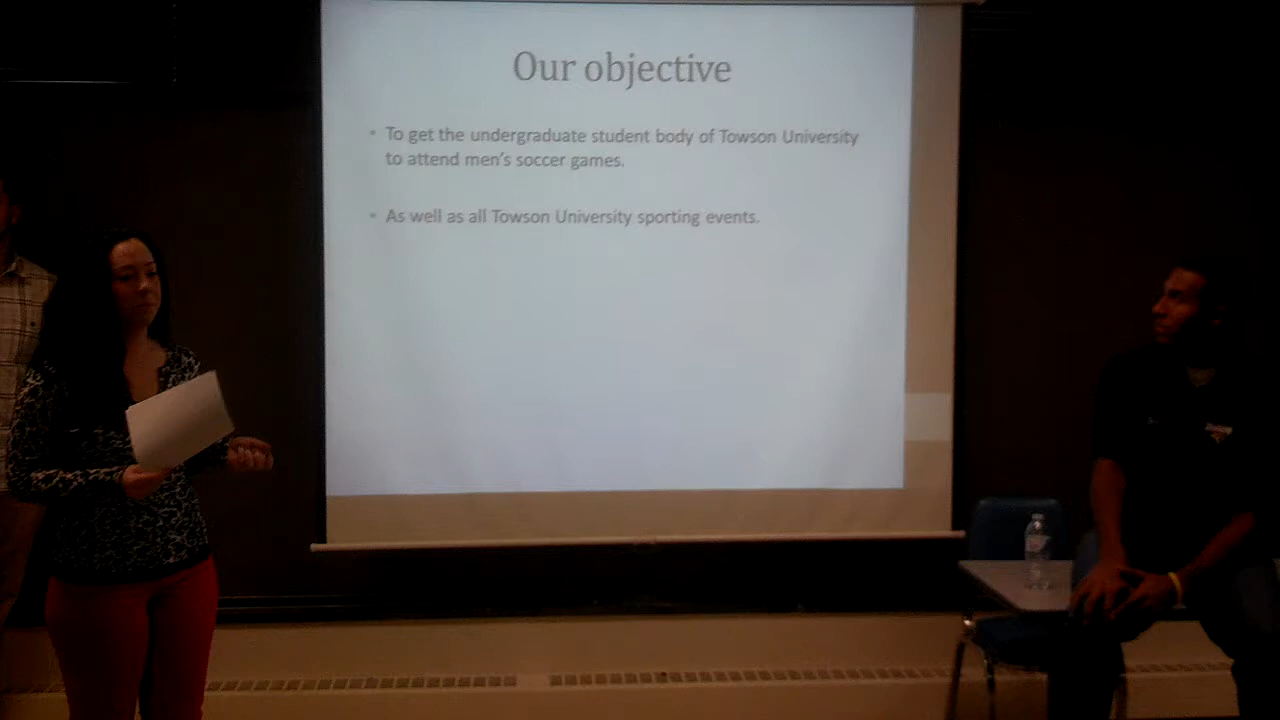 Our objective
• To get the undergraduate student body of Towson University
to attend men's soccer games.
• As well as all Towson University sporting events.